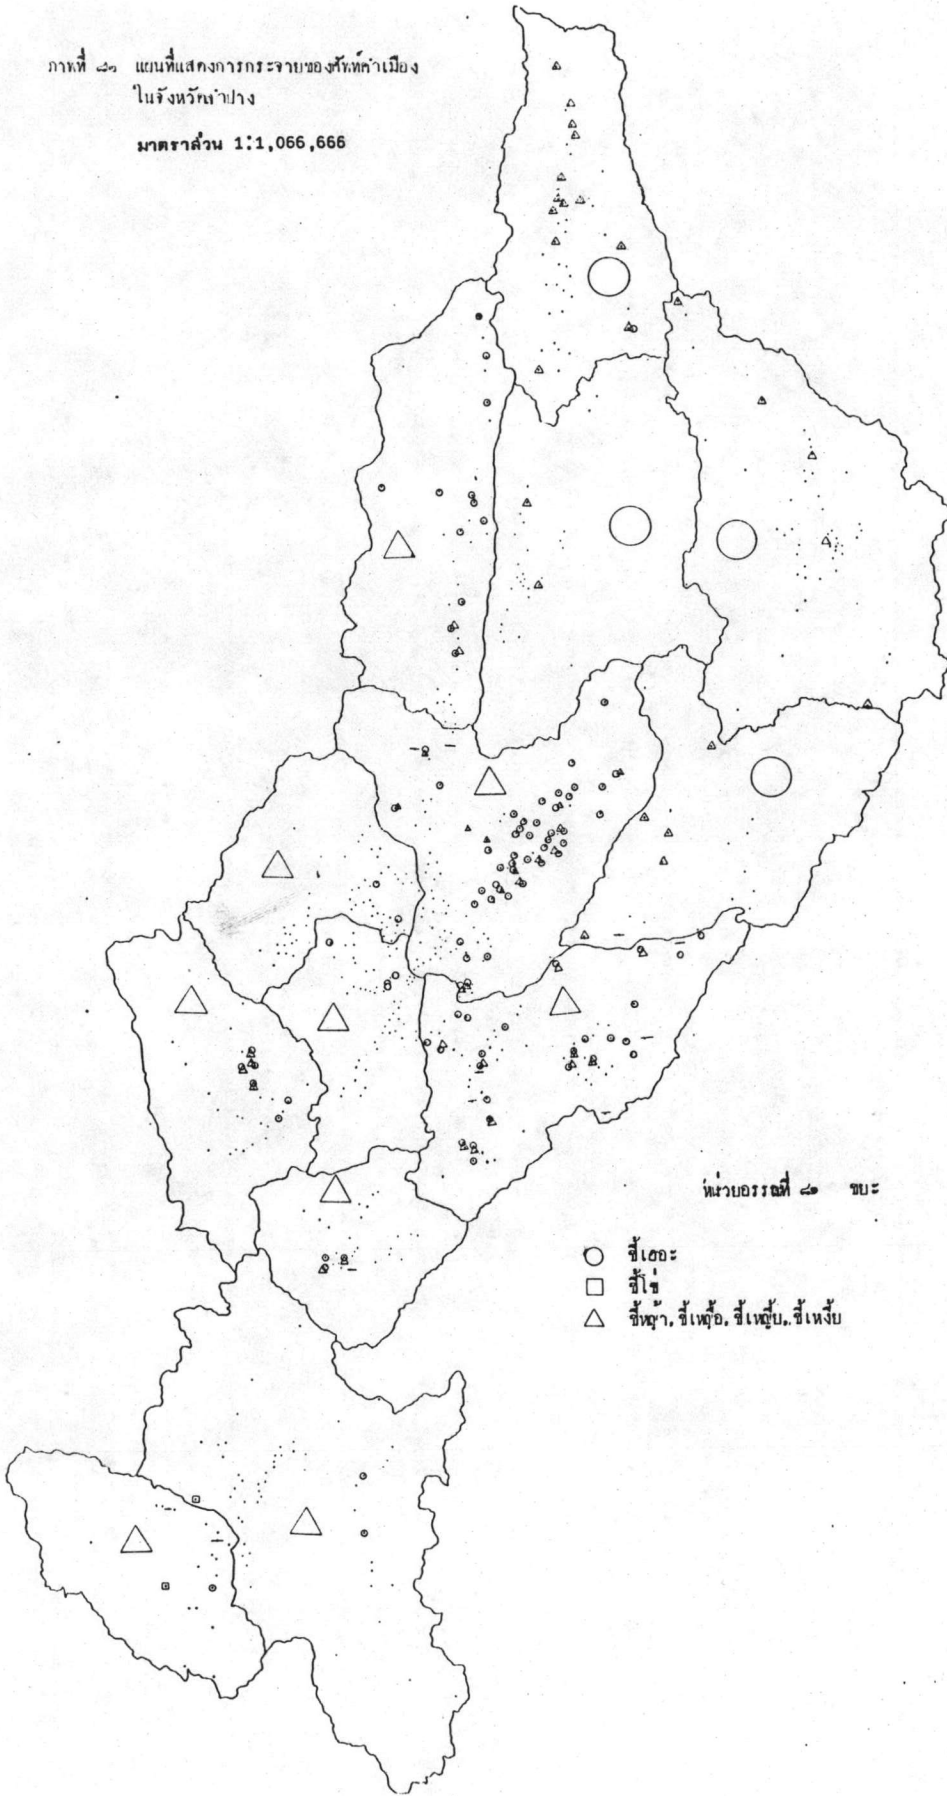 ภาพที่ ๘๑ แผนที่แสดงการกระจายของศัพท์คำเมือง
ในจังหวัดลำปาง
มาตราส่วน 1:1,066,666
หน่วยอรรถที่ ๘๑ ขยะ
ขี้เยอะ
ขี้โข่
ขี้หญ้า, ขี้เหญื้อ, ขี้เหญี้บ, ขี้เหงี้บ